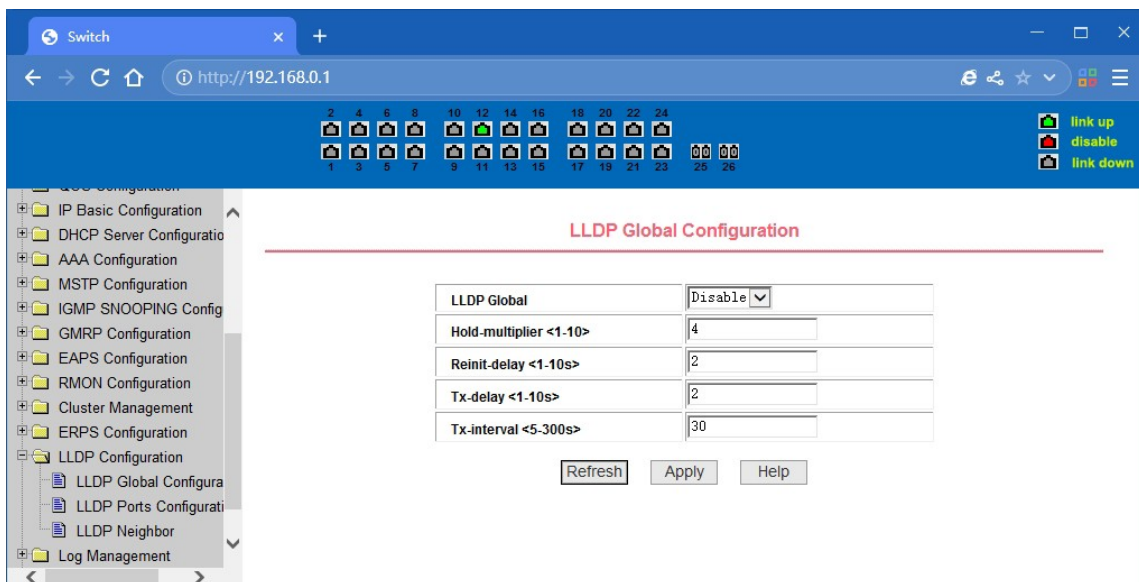 Switch
http://192.168.0.1
2 4 6 8 10 12 14 16 18 20 22 24
1 3 5 7 9 11 13 15 17 19 21 23 25 26
link up
disable
link down
QOS Configuration
IP Basic Configuration
DHCP Server Configuratio
AAA Configuration
MSTP Configuration
IGMP SNOOPING Config
GMRP Configuration
EAPS Configuration
RMON Configuration
Cluster Management
ERPS Configuration
LLDP Configuration
LLDP Global Configura
LLDP Ports Configurati
LLDP Neighbor
Log Management
LLDP Global Configuration
LLDP Global Disable
Hold-multiplier <1-10> 4
Reinit-delay <1-10s> 2
Tx-delay <1-10s> 2
Tx-interval <5-300s> 30
Refresh Apply Help